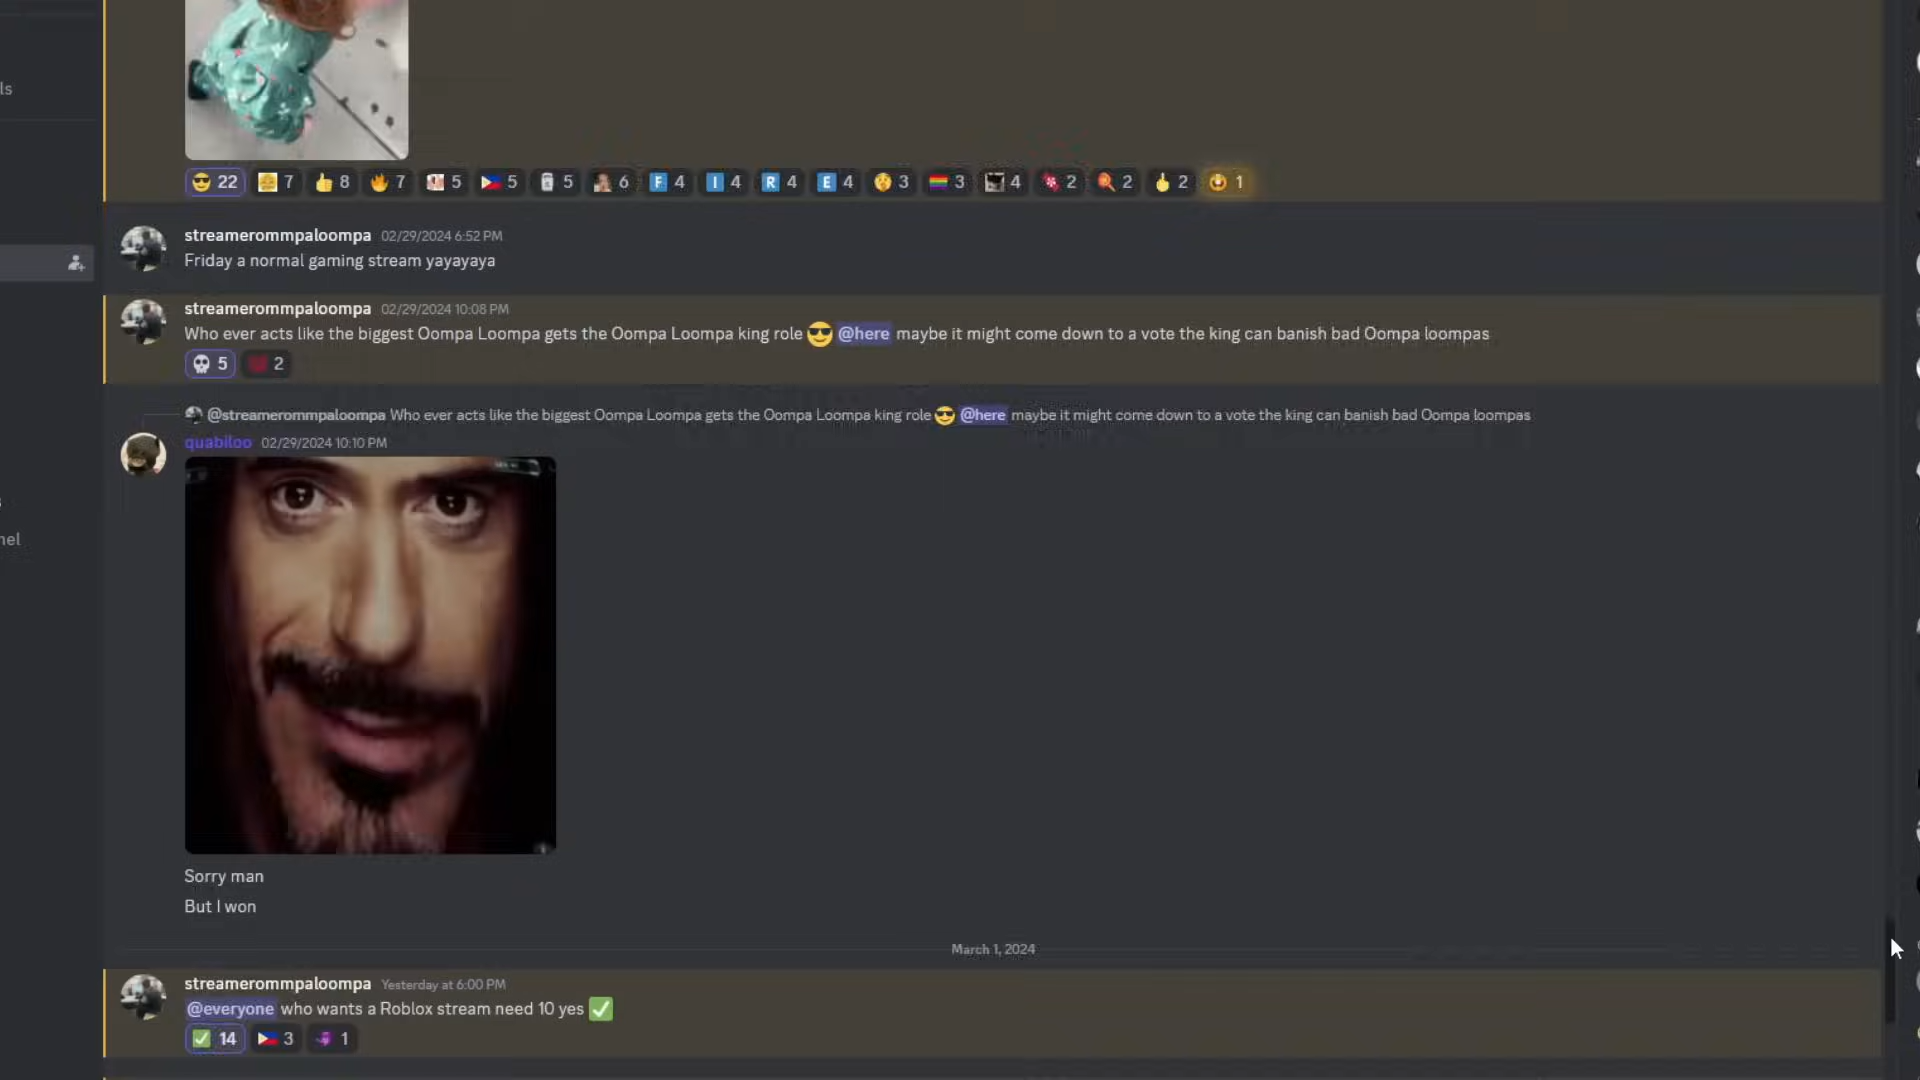 ls
22 7 8 7 5 5 5 6 F 4 I 4 R 4 E 4 3 3 4 2 2 2 1
streamerommpaloompa 02/29/2024 6:52 PM
Friday a normal gaming stream yayayaya
streamerommpaloompa 02/29/2024 10:08 PM
Who ever acts like the biggest Oompa Loompa gets the Oompa Loompa king role 😎 @here maybe it might come down to a vote the king can banish bad Oompa loompas
5 2
@streamerommpaloompa Who ever acts like the biggest Oompa Loompa gets the Oompa Loompa king role 😎 @here maybe it might come down to a vote the king can banish bad Oompa loompas
quabiloo 02/29/2024 10:10 PM
nel
Sorry man
But I won
March 1, 2024
streamerommpaloompa Yesterday at 6:00 PM
@everyone who wants a Roblox stream need 10 yes ✅
14 3 1